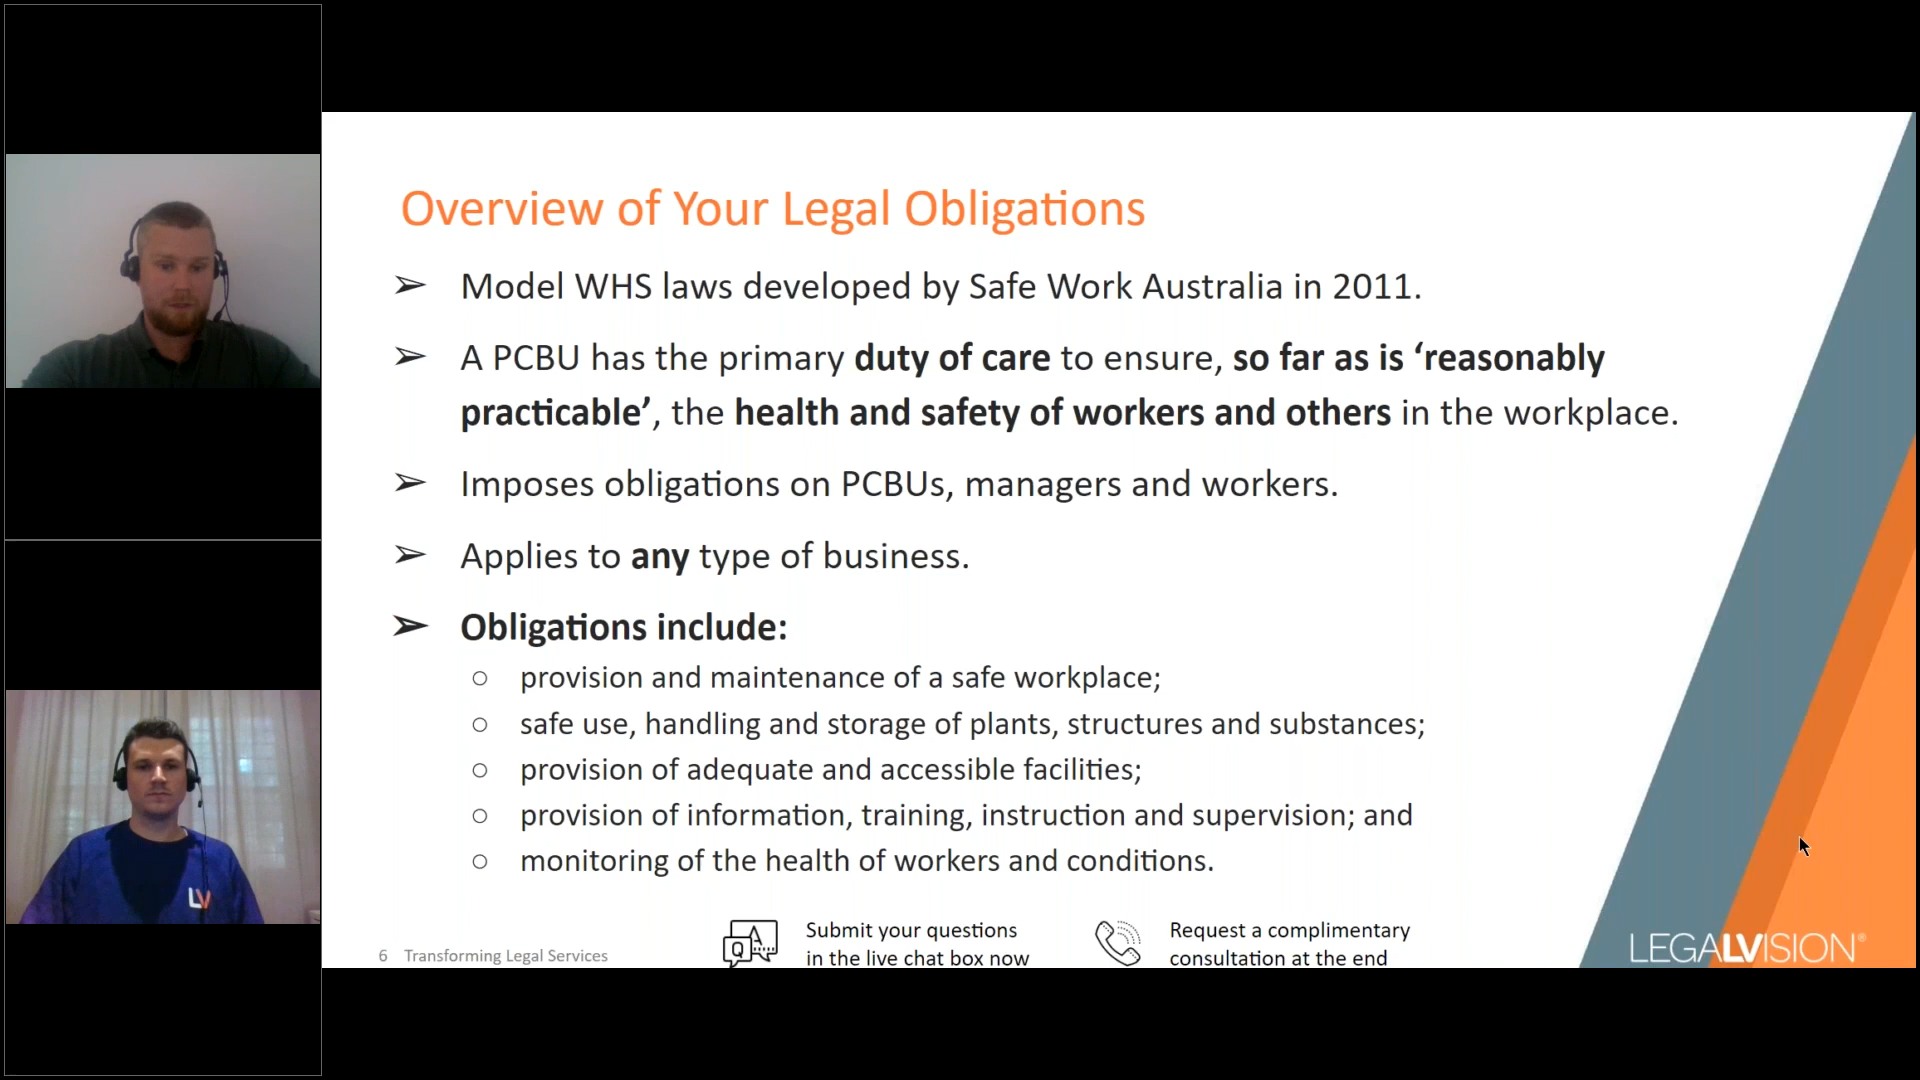 Overview of Your Legal Obligations
➢ Model WHS laws developed by Safe Work Australia in 2011.
➢ A PCBU has the primary duty of care to ensure, so far as is ‘reasonably
practicable’, the health and safety of workers and others in the workplace.
➢ Imposes obligations on PCBUs, managers and workers.
➢ Applies to any type of business.
➢ Obligations include:
○ provision and maintenance of a safe workplace;
○ safe use, handling and storage of plants, structures and substances;
○ provision of adequate and accessible facilities;
○ provision of information, training, instruction and supervision; and
○ monitoring of the health of workers and conditions.
6 Transforming Legal Services
Q A
Submit your questions
in the live chat box now
Request a complimentary
consultation at the end
LEGALVISION®
LV